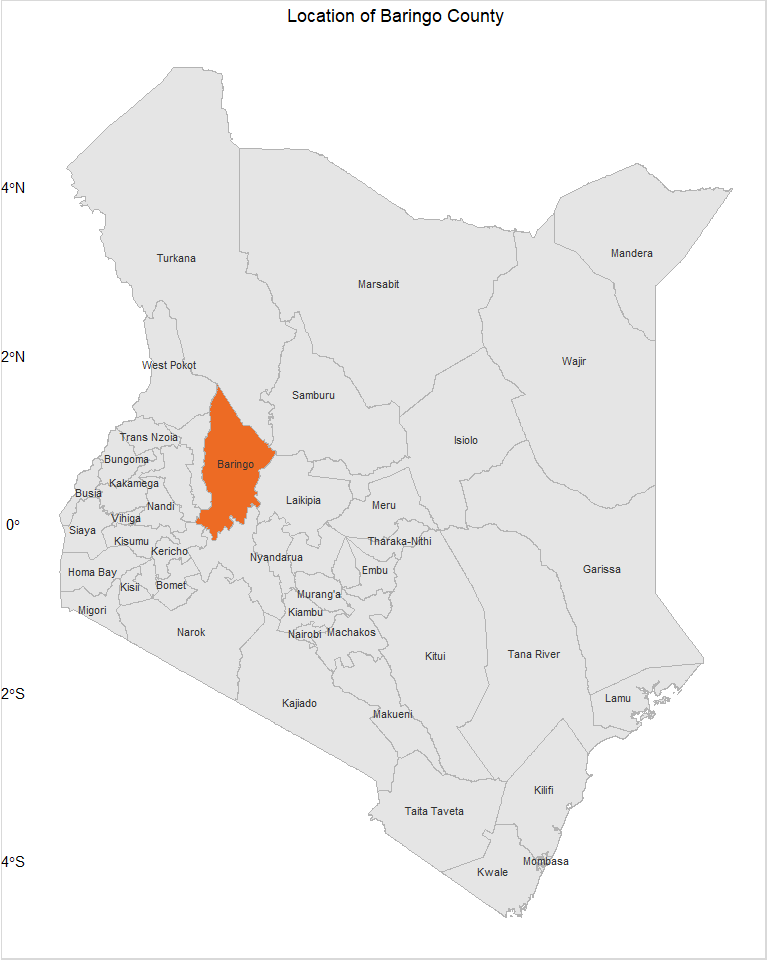 Location of Baringo County
4°N
Mandera
Turkana
Marsabit
2°N
Wajir
West Pokot
Samburu
Trans Nzoia
Isiolo
Bungoma
Baringo
Kakamega
Busia
Laikipia
Nandi
Meru
Vihiga
0°
Siaya
Kisumu
Tharaka-Nithi
Kericho
Nyandarua
Homa Bay
Embu
Garissa
Kisii
Bomet
Murang'a
Migori
Kiambu
Narok
Nairobi
Machakos
Kitui
Tana River
2°S
Lamu
Kajiado
Makueni
Kilifi
Taita Taveta
4°S
Mombasa
Kwale